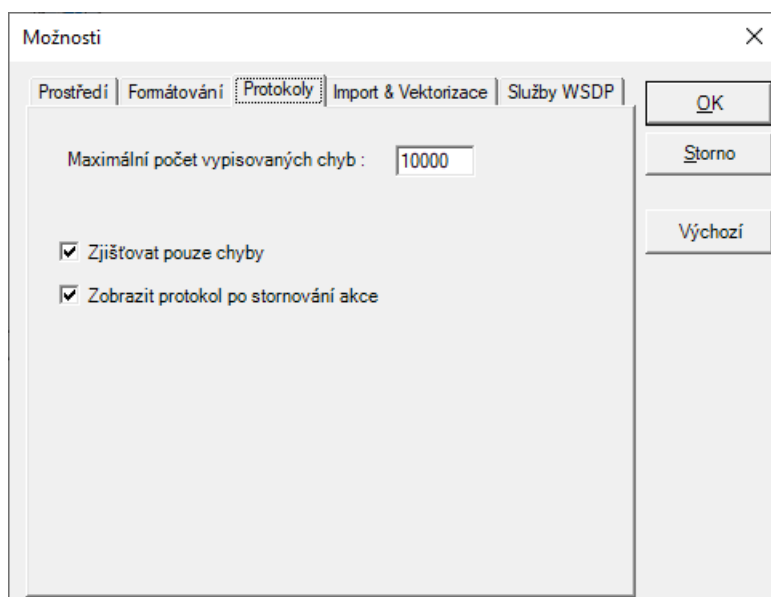 Možnosti
Prostředí Formátování Protokoly Import & Vektorizace Služby WSDP
OK
Maximální počet vypisovaných chyb : 10000
Storno
Výchozí
Zjišťovat pouze chyby
Zobrazit protokol po stornování akce